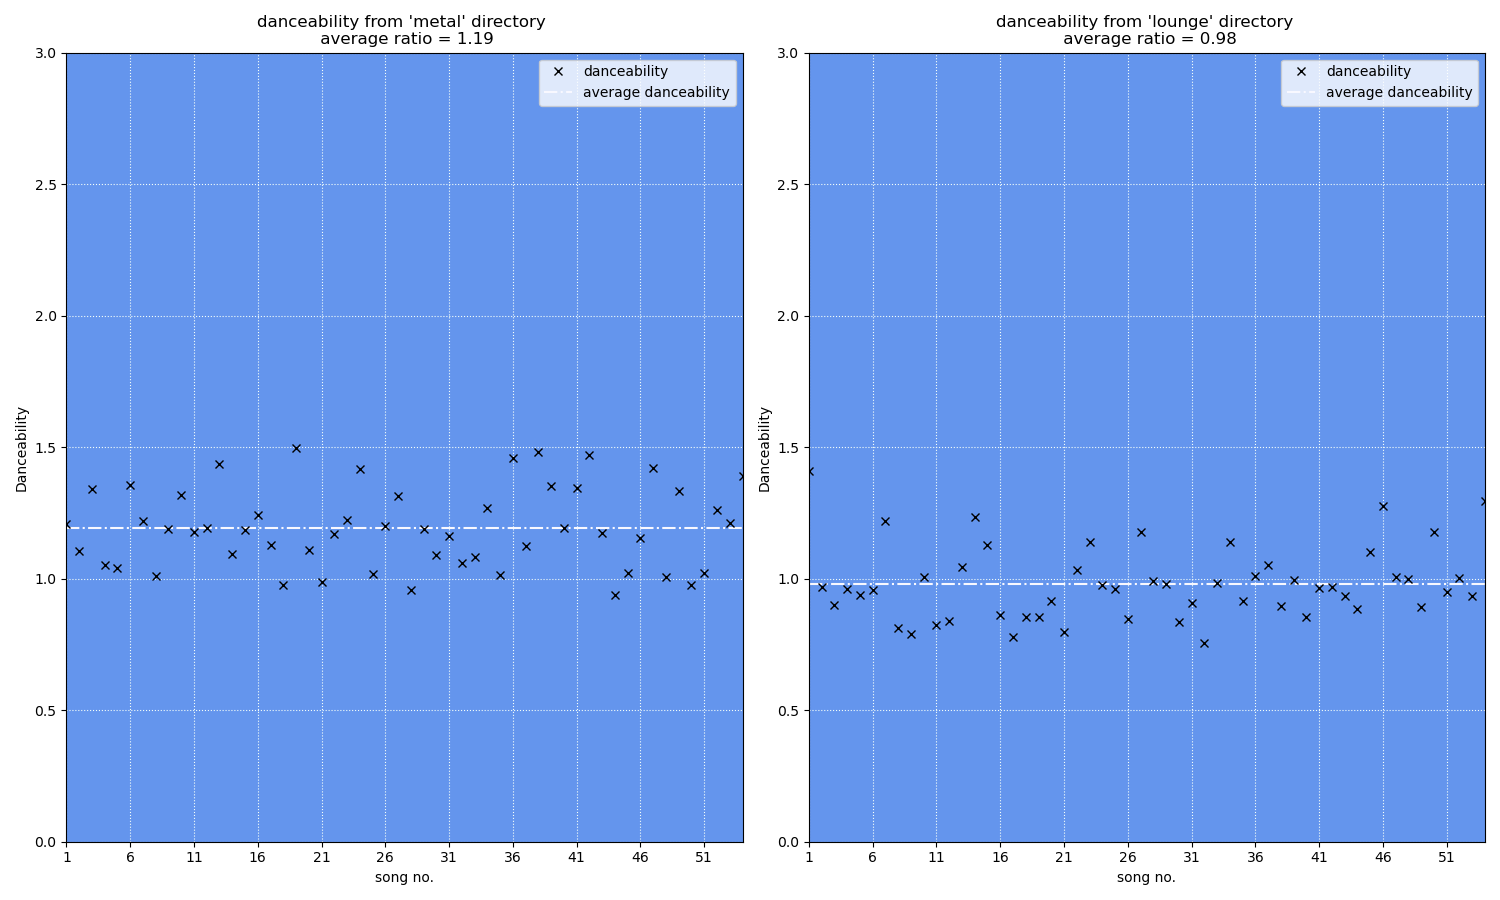 danceability from 'metal' directory
average ratio = 1.19
danceability
average danceability
3.0
2.5
2.0
1.5
1.0
0.5
0.0
Danceability
1 6 11 16 21 26 31 36 41 46 51
song no.
danceability from 'lounge' directory
average ratio = 0.98
danceability
average danceability
3.0
2.5
2.0
1.5
1.0
0.5
0.0
Danceability
1 6 11 16 21 26 31 36 41 46 51
song no.